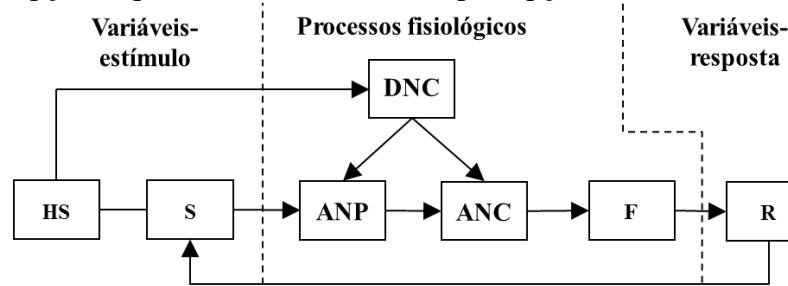 Variáveis-
estímulo
Processos fisiológicos
Variáveis-
resposta
DNC
HS
S
ANP
ANC
F
R